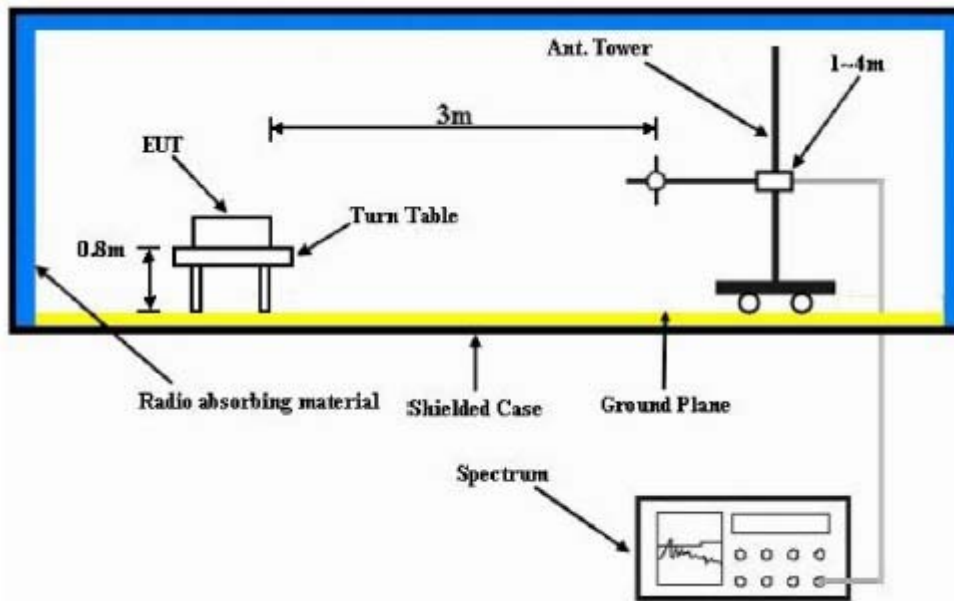 Ant. Tower
1~4m
3m
EUT
Turn Table
0.8m
Radio absorbing material
Shielded Case
Ground Plane
Spectrum